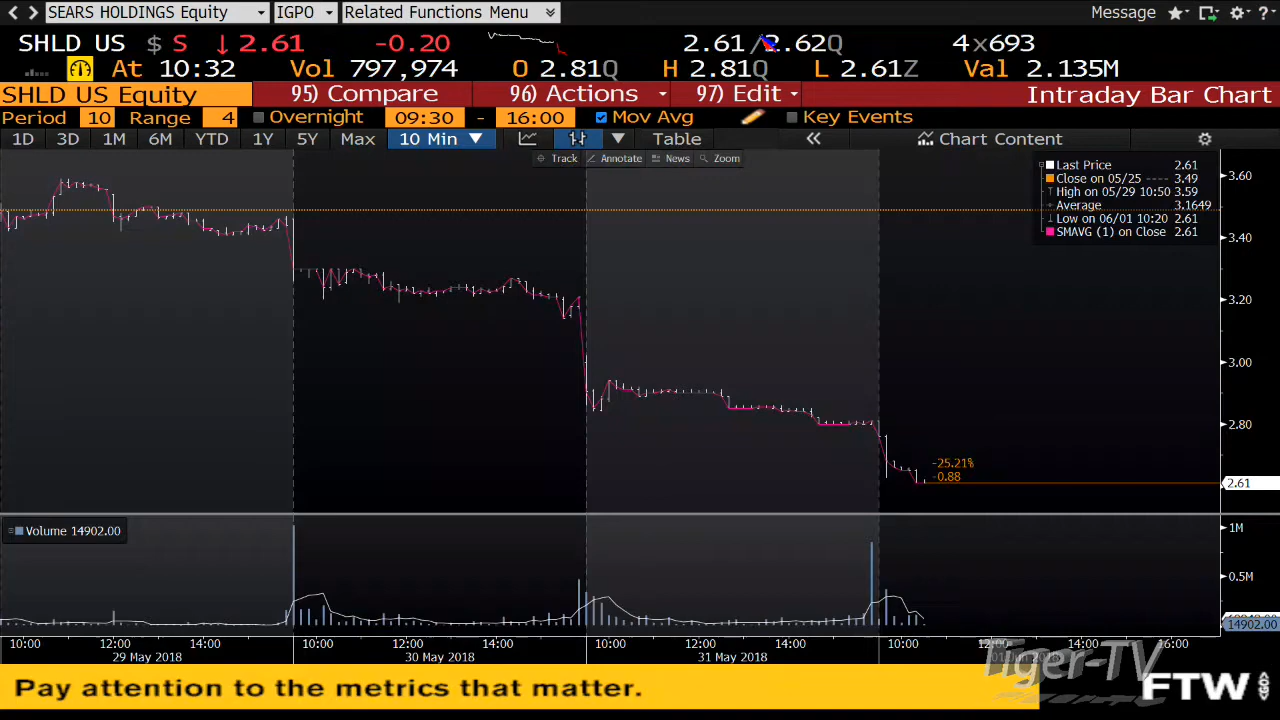 SEARS HOLDINGS Equity IGPO Related Functions Menu Message ?
SHLD US $ S ↓2.61 -0.20 2.61/2.62Q 4x693
At 10:32 Vol 797,974 O 2.81Q H 2.81Q L 2.61Z Val 2.135M
SHLD US Equity 95) Compare 96) Actions 97) Edit Intraday Bar Chart
Period 10 Range 4 Overnight 09:30 - 16:00 Mov Avg Key Events
1D 3D 1M 6M YTD 1Y 5Y Max 10 Min Table « Chart Content
Track Annotate News Zoom
Last Price 2.61
Close on 05/25 ---- 3.49
High on 05/29 10:50 3.59
Average 3.1649
Low on 06/01 10:20 2.61
SMAVG (1) on Close 2.61
3.60
3.40
3.20
3.00
2.80
-25.21%
-0.88
2.61
Volume 14902.00
1M
0.5M
14902.00
10:00 12:00 14:00 10:00 12:00 14:00 10:00 12:00 14:00 10:00 12:00 14:00 16:00
29 May 2018 30 May 2018 31 May 2018 01 Jun 2018
Tiger-TV
Pay attention to the metrics that matter.
FTW